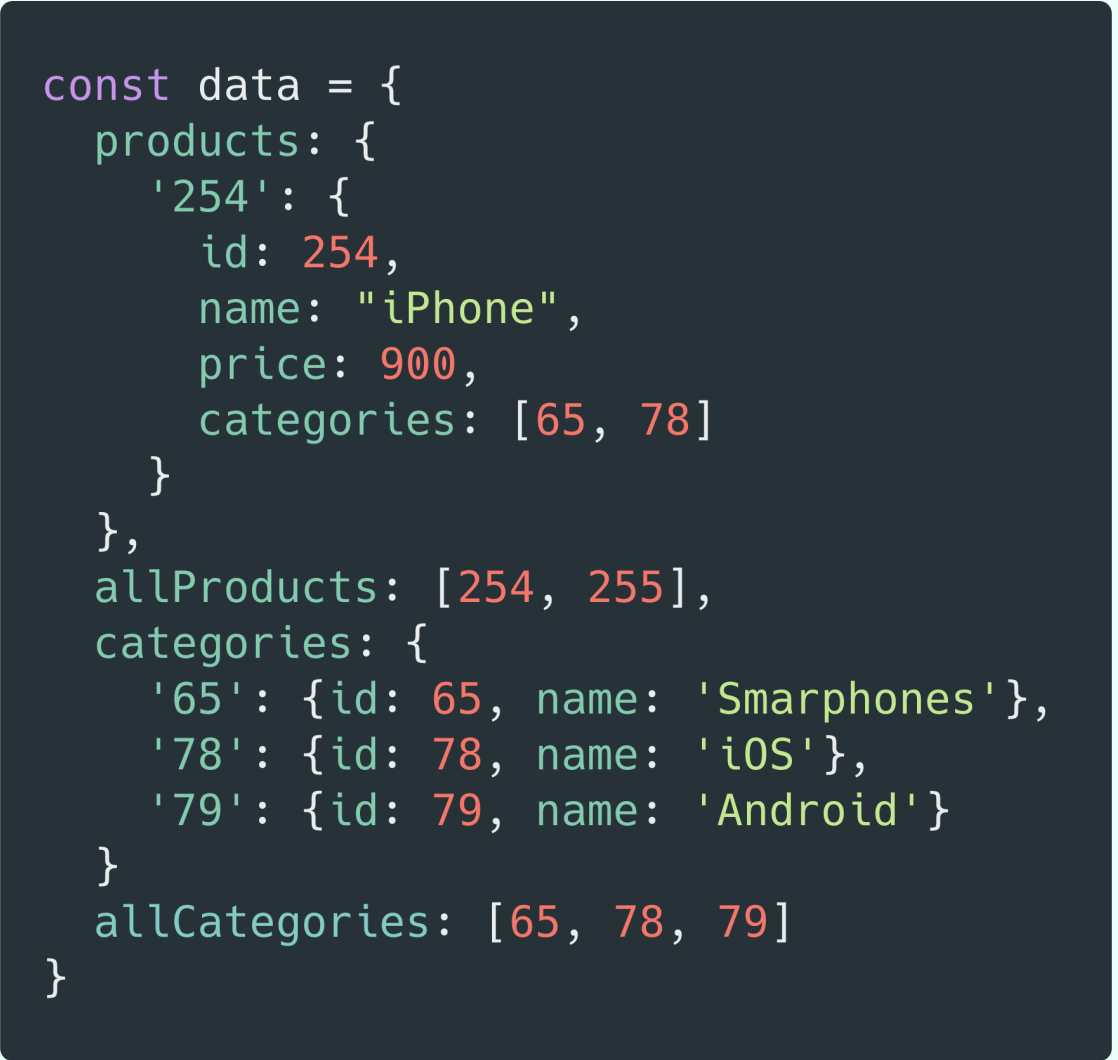 const data = {
  products: {
    '254': {
      id: 254,
      name: "iPhone",
      price: 900,
      categories: [65, 78]
    }
  },
  allProducts: [254, 255],
  categories: {
    '65': {id: 65, name: 'Smarphones'},
    '78': {id: 78, name: 'iOS'},
    '79': {id: 79, name: 'Android'}
  }
  allCategories: [65, 78, 79]
}